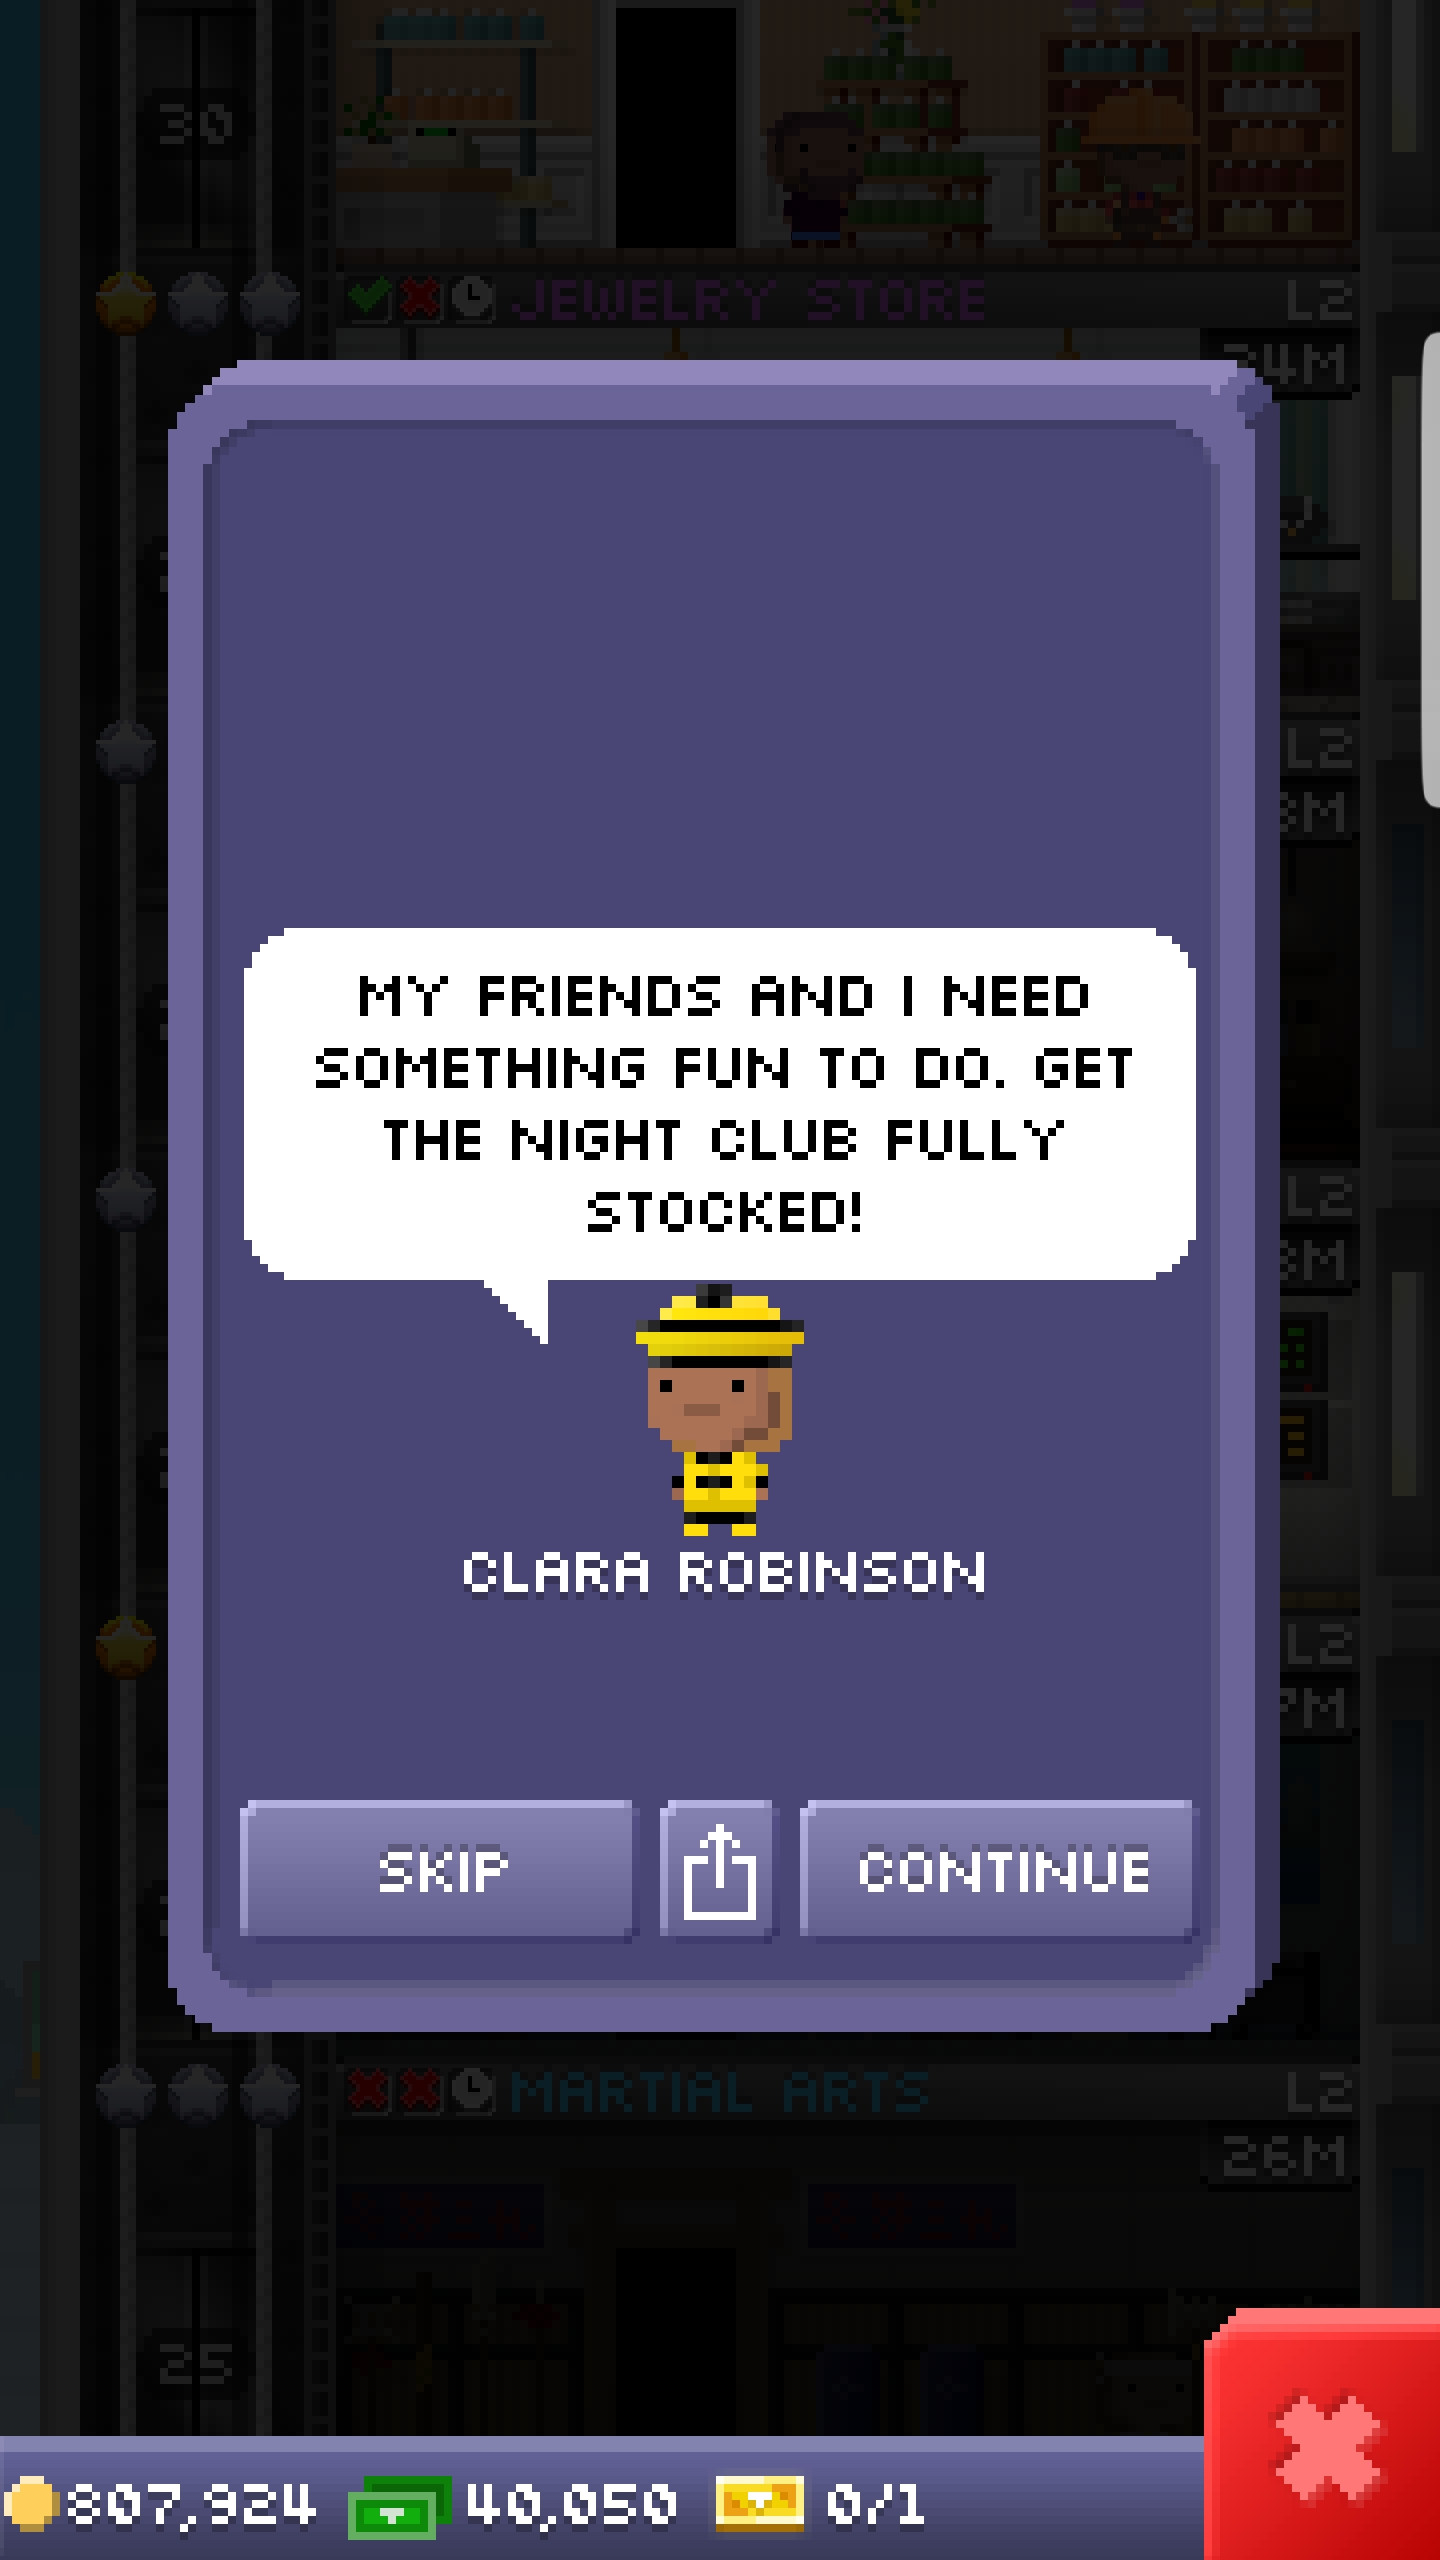 30
JEWELRY STORE L2
24M
L2
3M
MY FRIENDS AND I NEED
SOMETHING FUN TO DO. GET
THE NIGHT CLUB FULLY
STOCKED!
L2
3M
CLARA ROBINSON
L2
7M
SKIP CONTINUE
MARTIAL ARTS L2
26M
25
807,924 40,050 0/1